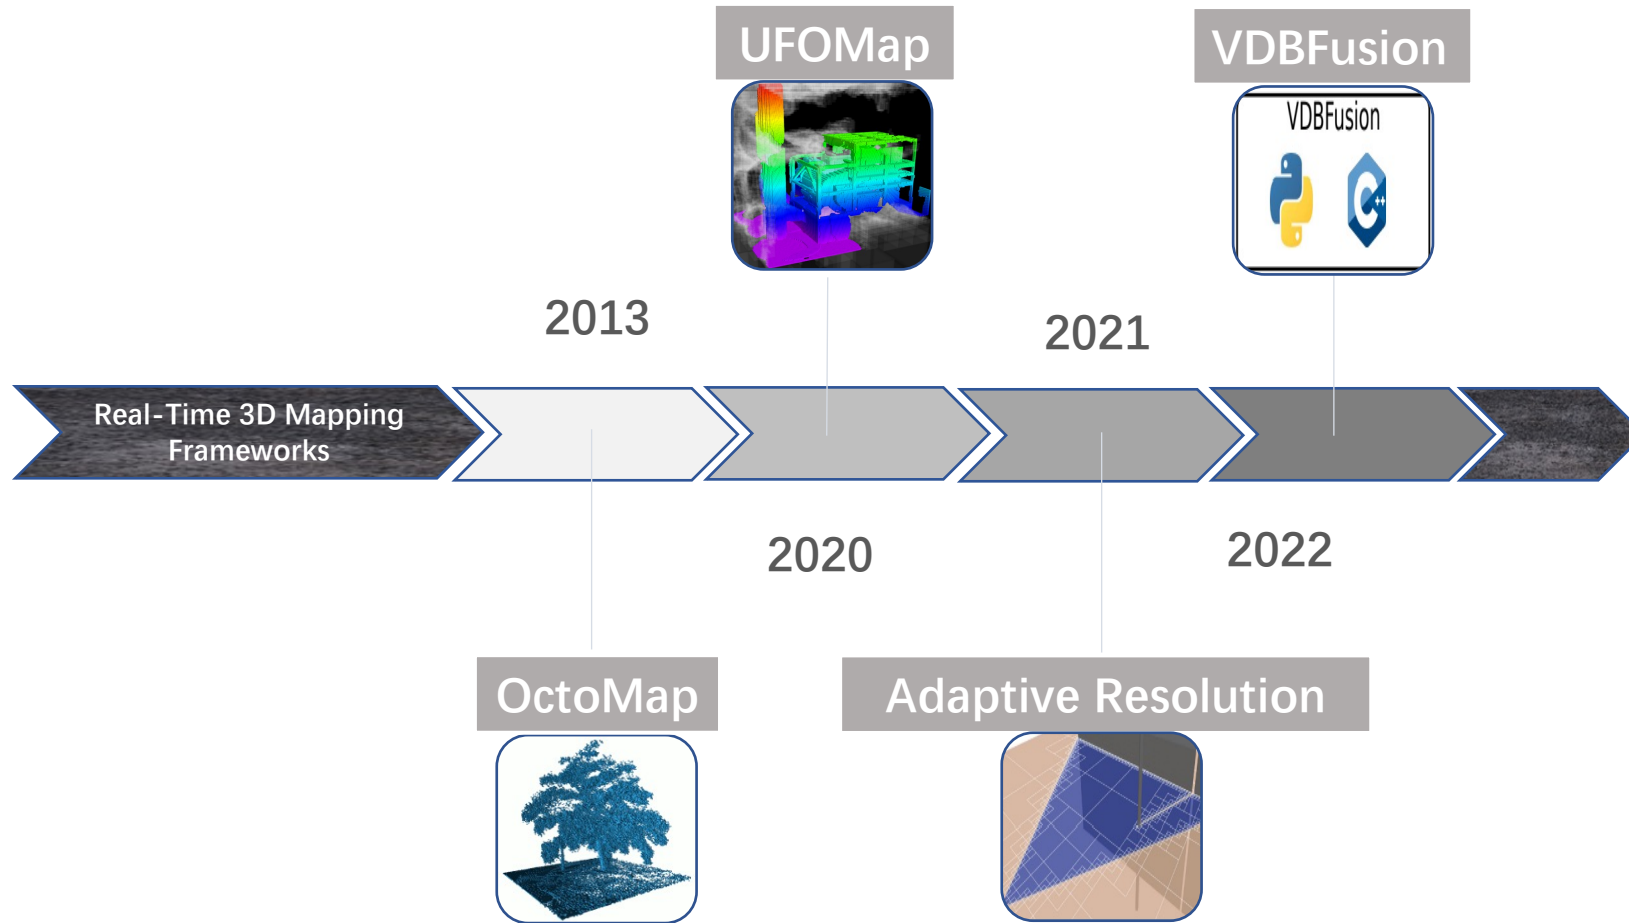 UFOMap
VDBFusion
VDBFusion
C++
2013
2021
Real-Time 3D Mapping
Frameworks
2020
2022
OctoMap
Adaptive Resolution